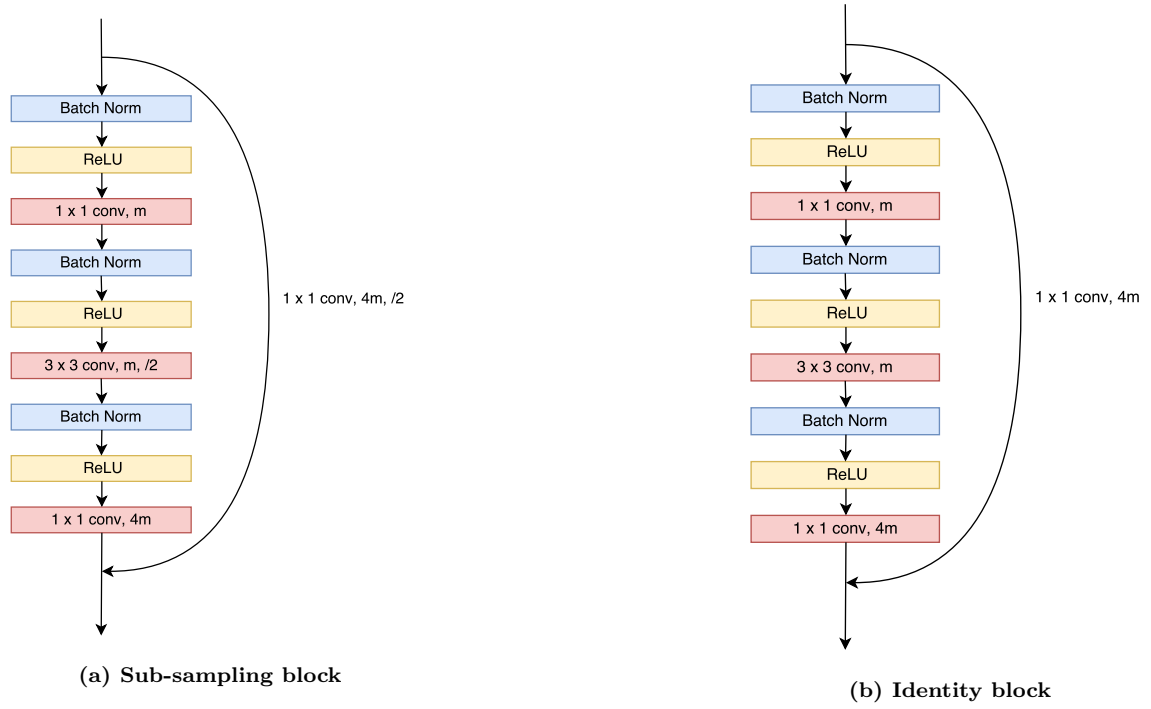 Batch Norm
ReLU
1 x 1 conv, m
Batch Norm
ReLU
3 x 3 conv, m, /2
Batch Norm
ReLU
1 x 1 conv, 4m
1 x 1 conv, 4m, /2
(a) Sub-sampling block
Batch Norm
ReLU
1 x 1 conv, m
Batch Norm
ReLU
3 x 3 conv, m
Batch Norm
ReLU
1 x 1 conv, 4m
1 x 1 conv, 4m
(b) Identity block